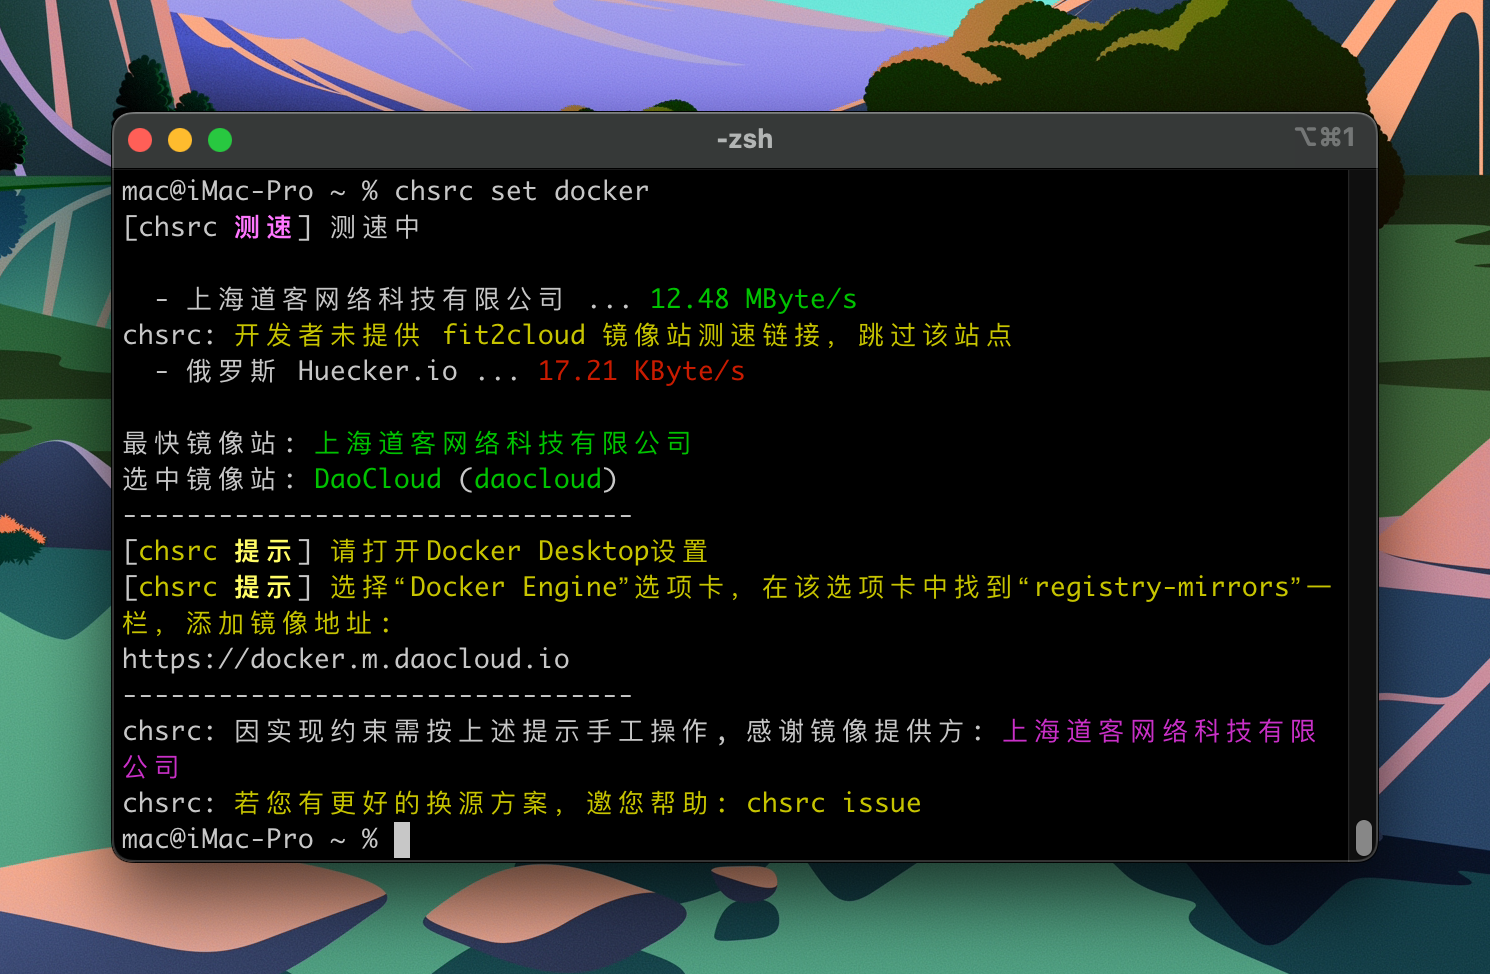 -zsh
⌥⌘1
mac@iMac-Pro ~ % chsrc set docker
[chsrc 测速] 测速中
- 上海道客网络科技有限公司 ... 12.48 MByte/s
chsrc: 开发者未提供 fit2cloud 镜像站测速链接, 跳过该站点
- 俄罗斯 Huecker.io ... 17.21 KByte/s
最快镜像站: 上海道客网络科技有限公司
选中镜像站: DaoCloud (daocloud)
--------------------------------
[chsrc 提示] 请打开Docker Desktop设置
[chsrc 提示] 选择“Docker Engine”选项卡, 在该选项卡中找到“registry-mirrors”一
栏, 添加镜像地址:
https://docker.m.daocloud.io
--------------------------------
chsrc: 因实现约束需按上述提示手工操作, 感谢镜像提供方: 上海道客网络科技有限
公司
chsrc: 若您有更好的换源方案, 邀您帮助: chsrc issue
mac@iMac-Pro ~ %